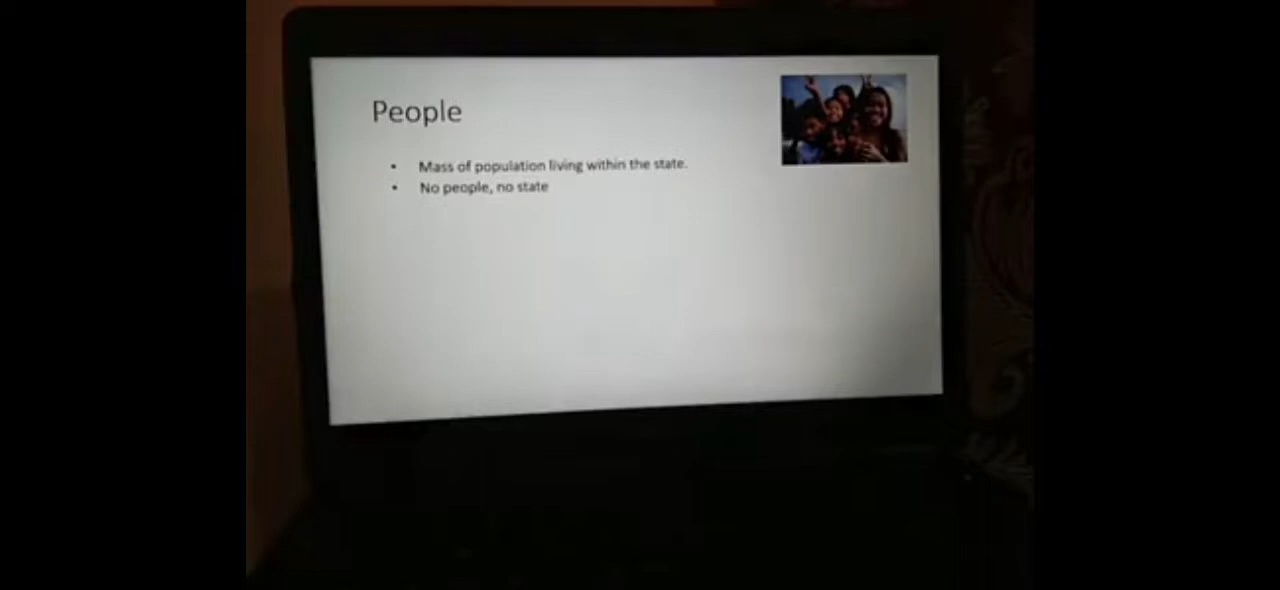 People
• Mass of population living within the state.
• No people, no state